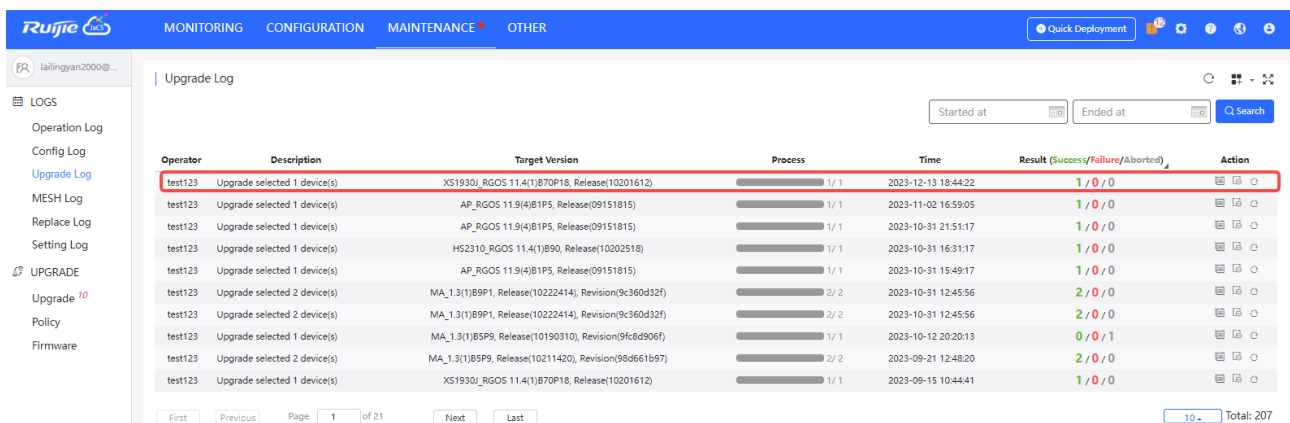 Ruijie JaCS MONITORING CONFIGURATION MAINTENANCE OTHER Quick Deployment 12
lailingyan2000@...
Upgrade Log
LOGS
Started at Ended at Search
Operation Log
Config Log
Operator Description Target Version Process Time Result (Success/Failure/Aborted) Action
Upgrade Log
test123 Upgrade selected 1 device(s) XS1930J_RGOS 11.4(1)B70P18, Release(10201612) 1/ 1 2023-12-13 18:44:22 1 / 0 / 0
MESH Log
test123 Upgrade selected 1 device(s) AP_RGOS 11.9(4)B1P5, Release(09151815) 1/ 1 2023-11-02 16:59:05 1 / 0 / 0
Replace Log
test123 Upgrade selected 1 device(s) AP_RGOS 11.9(4)B1P5, Release(09151815) 1/ 1 2023-10-31 21:51:17 1 / 0 / 0
Setting Log
test123 Upgrade selected 1 device(s) HS2310_RGOS 11.4(1)B90, Release(10202518) 1/ 1 2023-10-31 16:31:17 1 / 0 / 0
UPGRADE
test123 Upgrade selected 1 device(s) AP_RGOS 11.9(4)B1P5, Release(09151815) 1/ 1 2023-10-31 15:49:17 1 / 0 / 0
Upgrade 10
test123 Upgrade selected 2 device(s) MA_1.3(1)B9P1, Release(10222414), Revision(9c360d32f) 2/ 2 2023-10-31 12:45:56 2 / 0 / 0
Policy
test123 Upgrade selected 2 device(s) MA_1.3(1)B9P1, Release(10222414), Revision(9c360d32f) 2/ 2 2023-10-31 12:45:56 2 / 0 / 0
Firmware
test123 Upgrade selected 1 device(s) MA_1.3(1)B5P9, Release(10190310), Revision(9fc8d906f) 1/ 1 2023-10-12 20:20:13 0 / 0 / 1
test123 Upgrade selected 2 device(s) MA_1.3(1)B5P9, Release(10211420), Revision(98d661b97) 2/ 2 2023-09-21 12:48:20 2 / 0 / 0
test123 Upgrade selected 1 device(s) XS1930J_RGOS 11.4(1)B70P18, Release(10201612) 1/ 1 2023-09-15 10:44:41 1 / 0 / 0
First Previous Page 1 of 21 Next Last 10 Total: 207